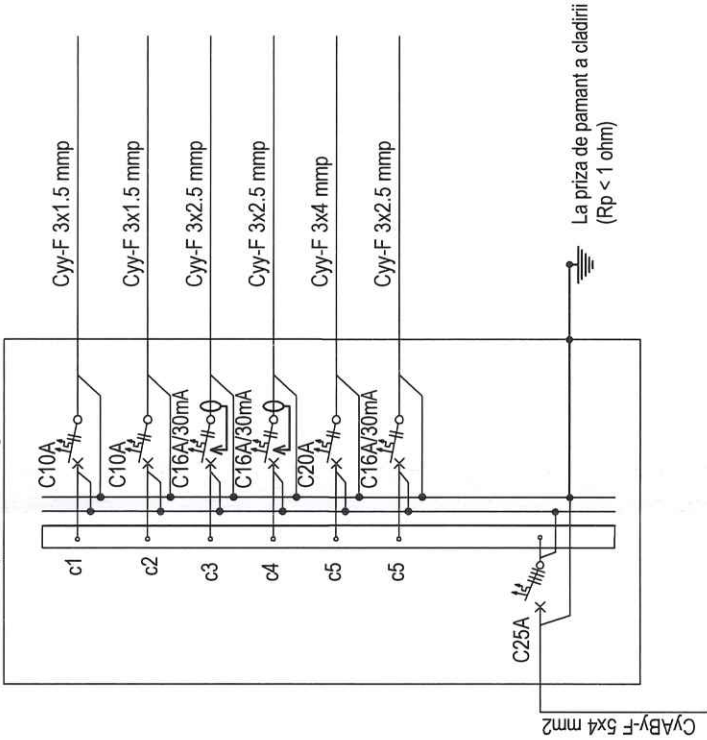 Cyy-F 3x1.5 mmp
Cyy-F 3x1.5 mmp
Cyy-F 3x2.5 mmp
Cyy-F 3x2.5 mmp
Cyy-F 3x4 mmp
Cyy-F 3x2.5 mmp
C10A
C10A
C16A/30mA
C16A/30mA
C20A
C16A/30mA
c1
c2
c3
c4
c5
c5
C25A
CyABy-F 5x4 mm2
La priza de pamant a cladirii
(Rp < 1 ohm)